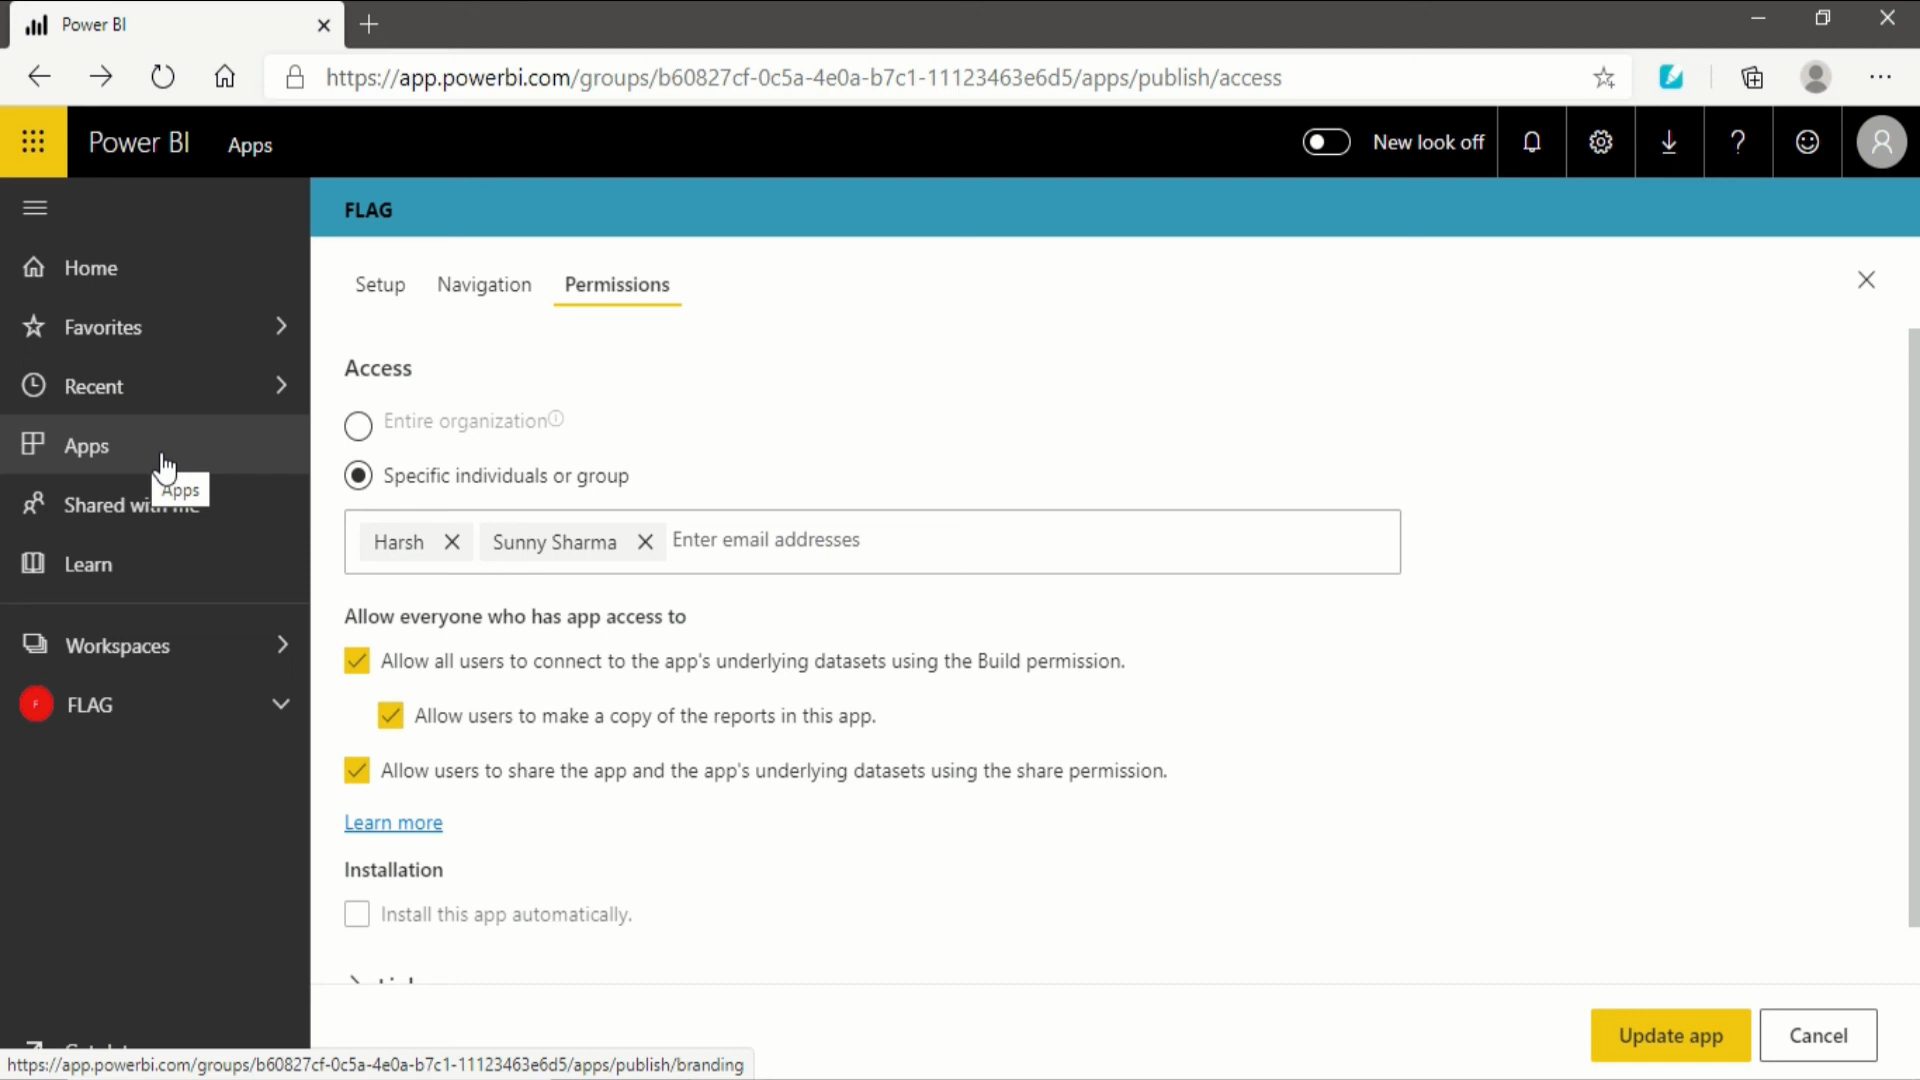 Power BI
https://app.powerbi.com/groups/b60827cf-0c5a-4e0a-b7c1-11123463e6d5/apps/publish/access
Power BI Apps New look off
FLAG
Home
Favorites
Recent
Apps
Apps
Shared
Learn
Workspaces
F FLAG
Setup Navigation Permissions
Access
Entire organization
Specific individuals or group
Harsh Sunny Sharma Enter email addresses
Allow everyone who has app access to
Allow all users to connect to the app's underlying datasets using the Build permission.
Allow users to make a copy of the reports in this app.
Allow users to share the app and the app's underlying datasets using the share permission.
Learn more
Installation
Install this app automatically.
Update app Cancel
https://app.powerbi.com/groups/b60827cf-0c5a-4e0a-b7c1-11123463e6d5/apps/publish/branding